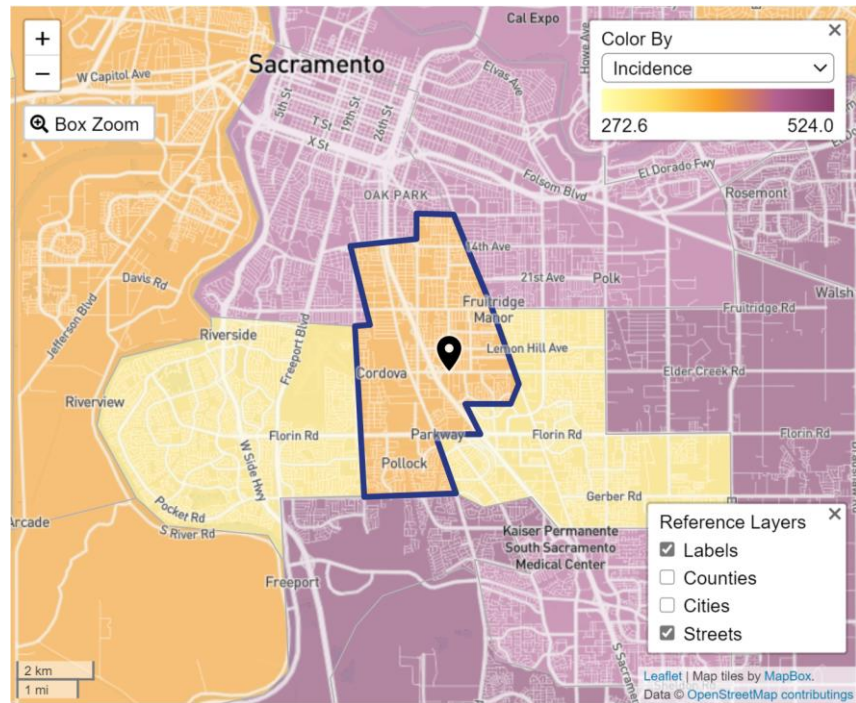 +
−
Box Zoom
Cal Expo
Howe Ave
W Capitol Ave
Sacramento
Elvas Ave
5th St
19th St
26th St
T St
X St
Color By
Incidence
272.6
524.0
El Dorado Fwy
Folsom Blvd
Rosemont
OAK PARK
14th Ave
21st Ave
Polk
Davis Rd
Jefferson Blvd
Fruitridge
Manor
Fruitridge Rd
Walsh
Riverside
Freeport Blvd
Lemon Hill Ave
Cordova
Elder Creek Rd
Riverview
Florin Rd
Parkway
Florin Rd
Florin Rd
W Side Hwy
Pollock
Pocket Rd
S River Rd
Arcade
Gerber Rd
Kaiser Permanente
South Sacramento
Medical Center
Freeport
Reference Layers
Labels
Counties
Cities
Streets
2 km
1 mi
Leaflet | Map tiles by MapBox.
Data © OpenStreetMap contributings